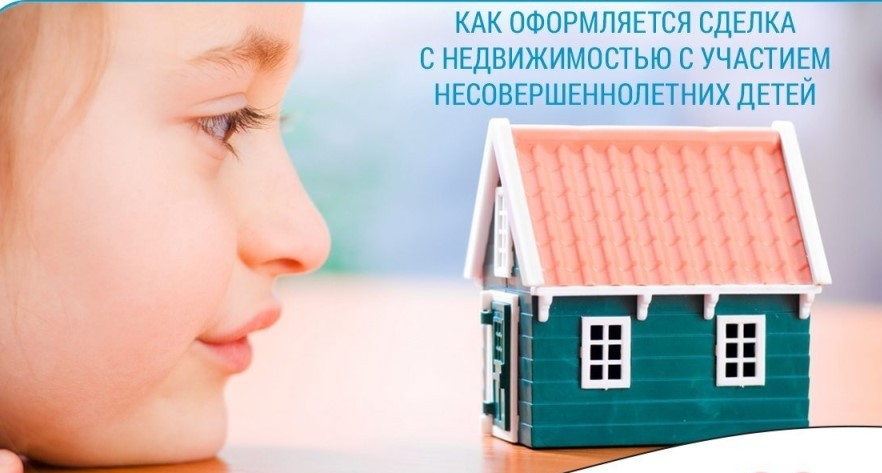 КАК ОФОРМЛЯЕТСЯ СДЕЛКА
С НЕДВИЖИМОСТЬЮ С УЧАСТИЕМ
НЕСОВЕРШЕННОЛЕТНИХ ДЕТЕЙ